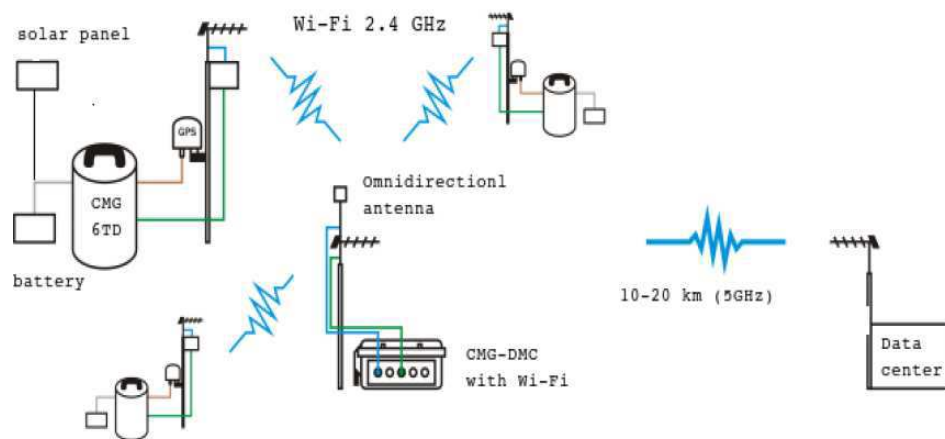 Wi-Fi 2.4 GHz
solar panel
GPS
CMG
6TD
battery
Omnidirectionl
antenna
10-20 km (5GHz)
CMG-DMC
with Wi-Fi
Data
center